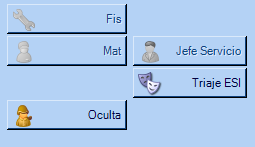 Fis
Mat
Jefe Servicio
Triaje ESI
Oculta